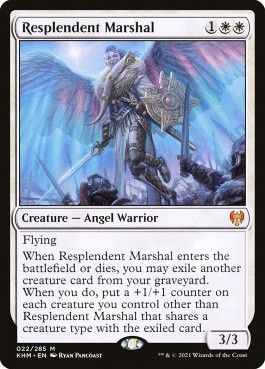 Resplendent Marshal 1
Creature — Angel Warrior
Flying
When Resplendent Marshal enters the
battlefield or dies, you may exile another
creature card from your graveyard.
When you do, put a +1/+1 counter on
each creature you control other than
Resplendent Marshal that shares a
creature type with the exiled card.
3/3
022/285 M
KHM • EN RYAN PANCOAST
™ & © 2021 Wizards of the Coast